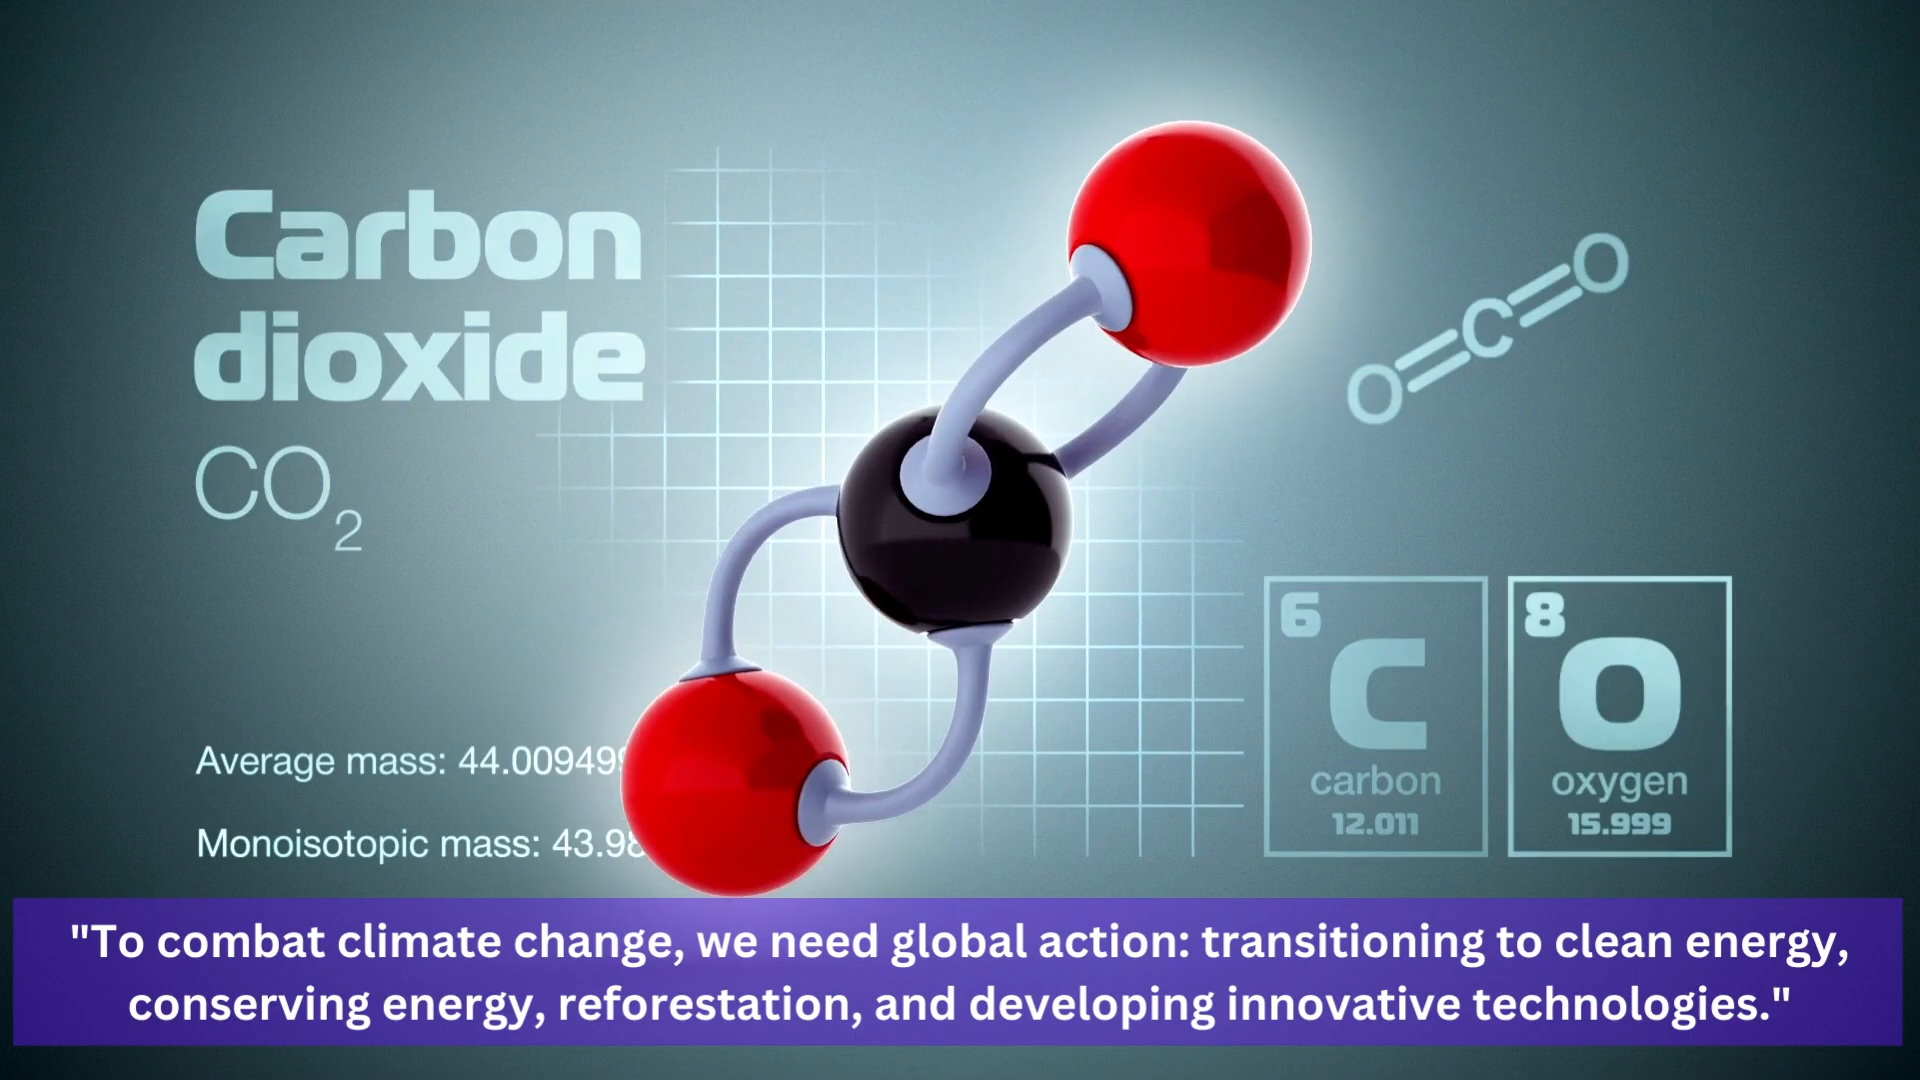 Carbon
dioxide
CO₂
Average mass: 44.009499
Monoisotopic mass: 43.98
O=C=O
6
C
carbon
12.011
8
O
oxygen
15.999
"To combat climate change, we need global action: transitioning to clean energy,
conserving energy, reforestation, and developing innovative technologies."